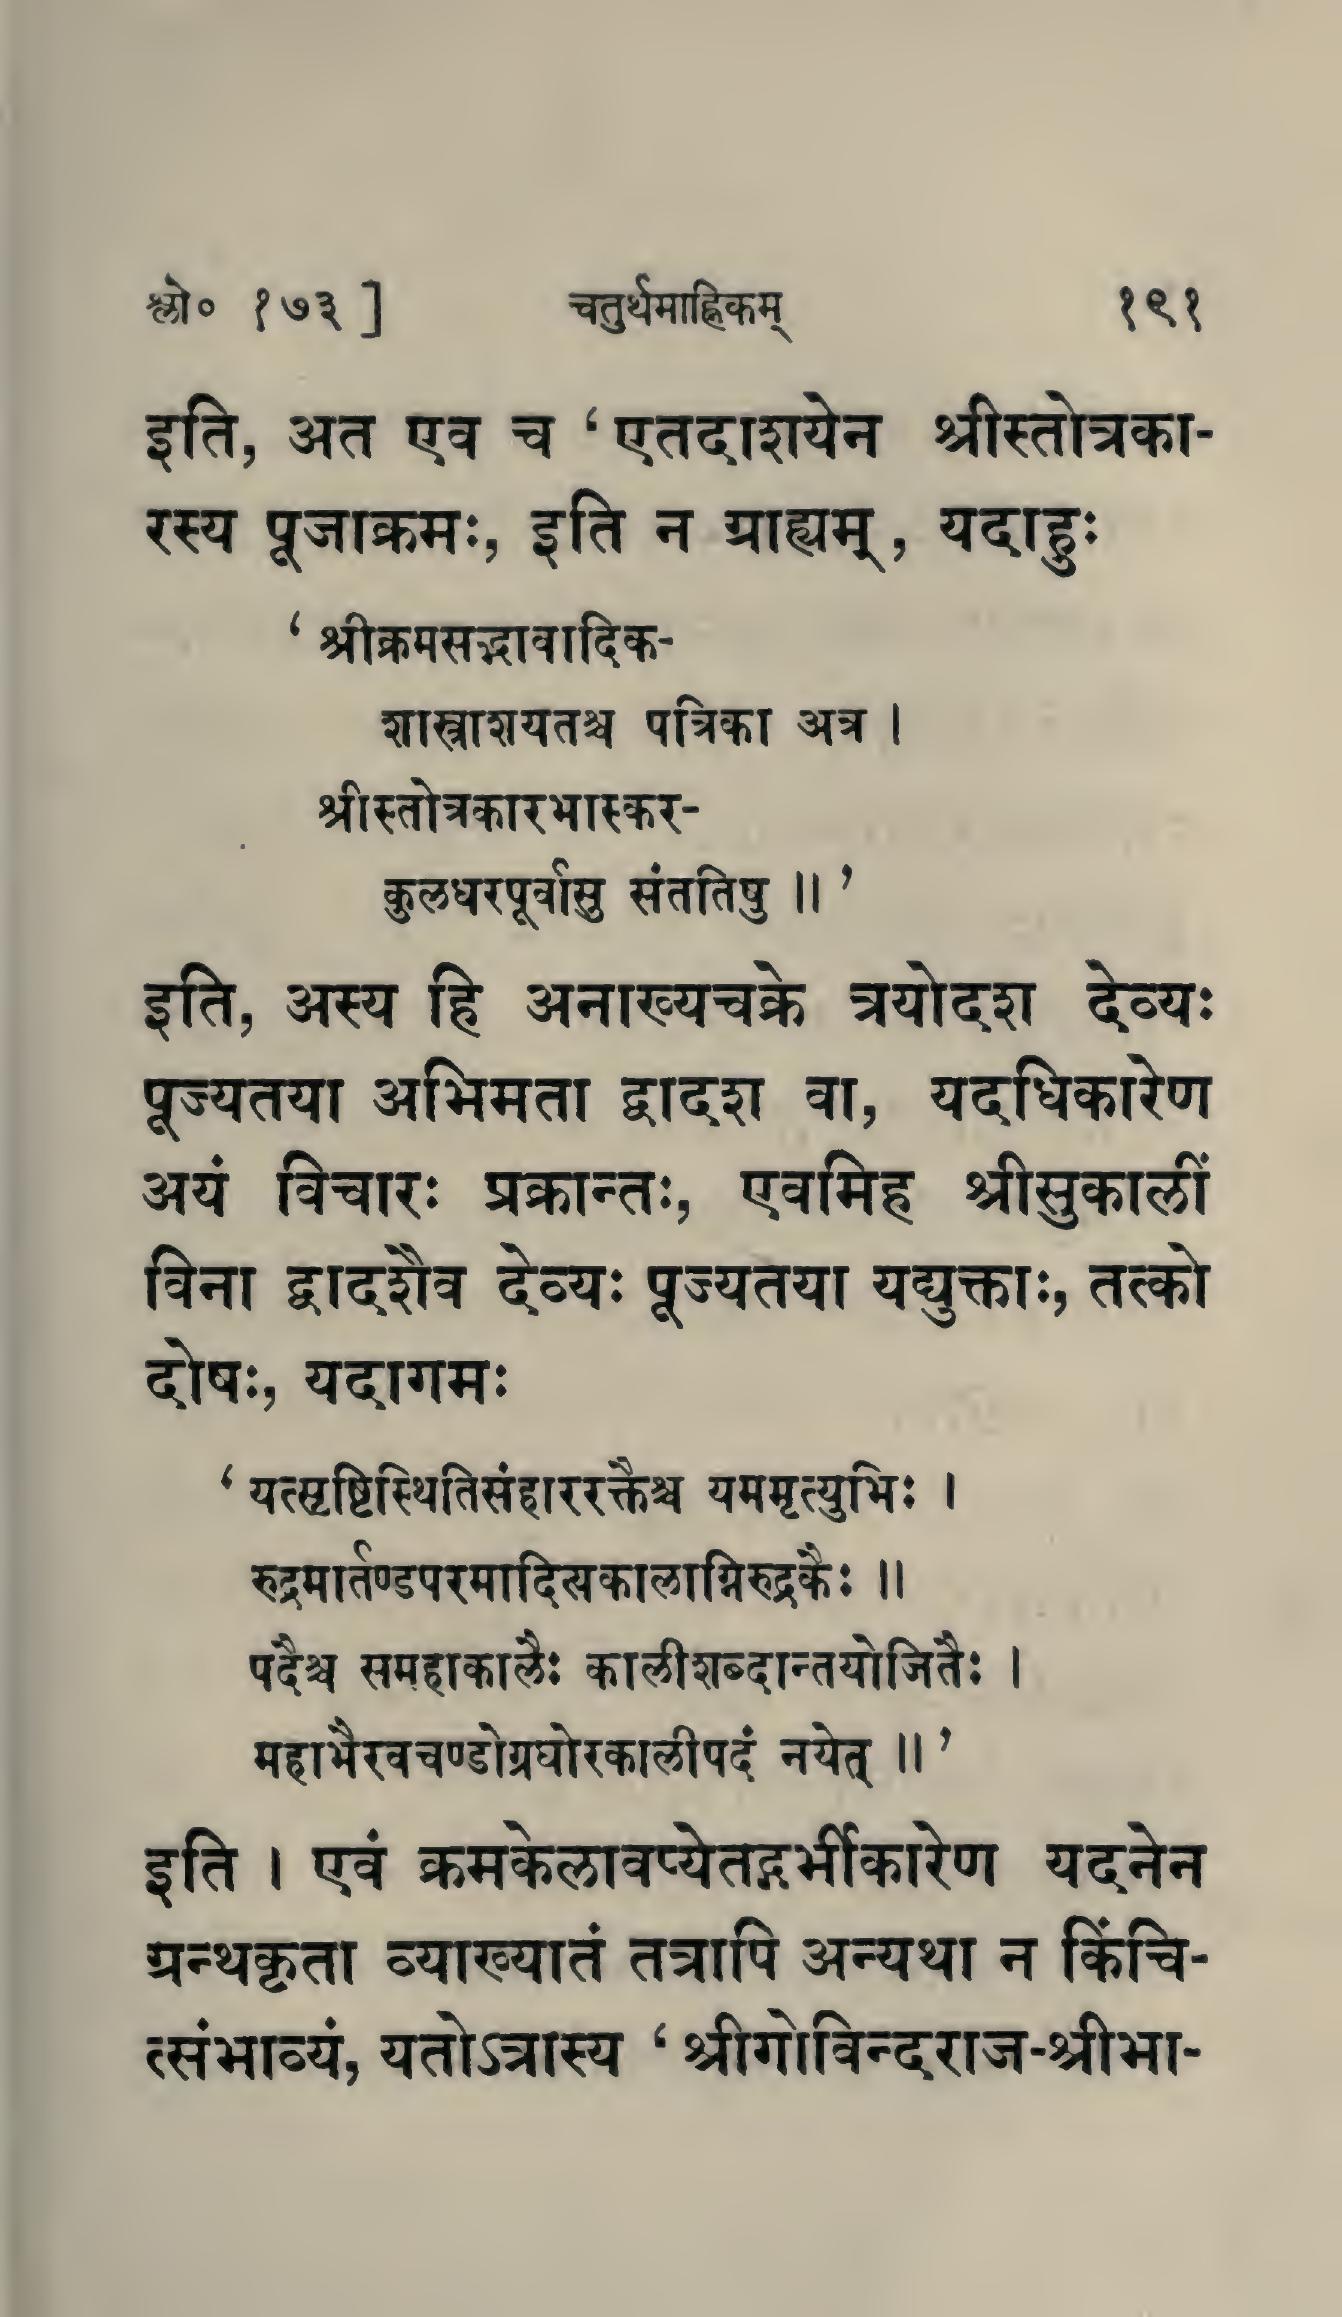 श्लो० १७३ ] चतुर्थमाह्निकम् १९१
इति, अत एव च ‘ एतदाशयेन श्रीस्तोत्रका-
रस्य पूजाक्रमः, इति न ग्राह्यम्, यदाहुः
‘ श्रीक्रमसद्भावादिक-
शास्त्राशयतश्च पत्रिका अत्र ।
श्रीस्तोत्रकारभास्कर-
कुलधरपूर्वासु संततिषु ॥ ’
इति, अस्य हि अनाख्यचक्रे त्रयोदश देव्यः
पूज्यतया अभिमता द्वादश वा, यदधिकारेण
अयं विचारः प्रक्रान्तः, एवमिह श्रीसुकालीं
विना द्वादशैव देव्यः पूज्यतया यद्युक्ताः, तत्को
दोषः, यदागमः
‘ यत्सृष्टिस्थितिसंहाररक्तैश्च यममृत्युभिः ।
रुद्रमार्तण्डपरमादित्यकालाग्निरुद्रकैः ॥
पदैश्च समहाकालैः कालीशब्दान्तयोजितैः ।
महाभैरवचण्डोग्रघोरकालीपदं नयेत् ॥ ’
इति । एवं क्रमकेलावप्येतद्गर्भीकारेण यदनेन
ग्रन्थकृता व्याख्यातं तत्रापि अन्यथा न किंचि-
त्संभाव्यं, यतोऽत्रास्य ‘ श्रीगोविन्दराज-श्रीभा-